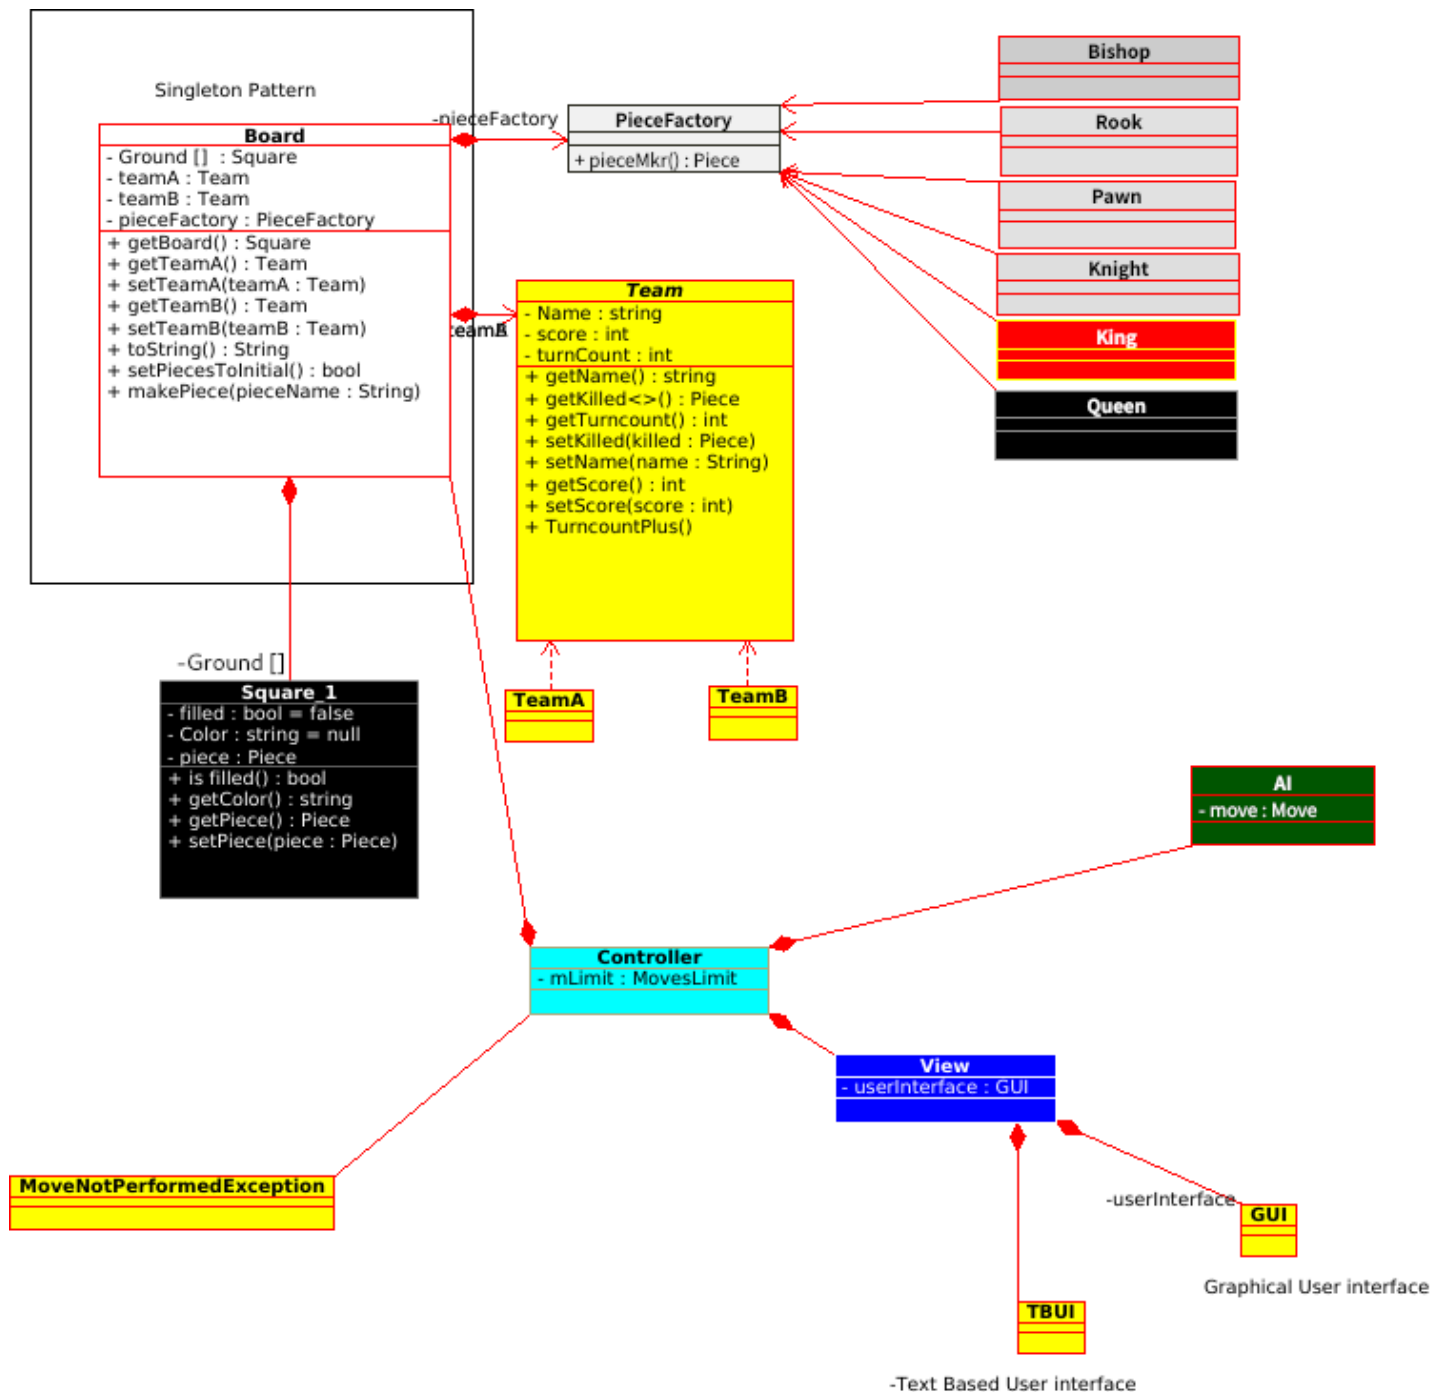 Singleton Pattern
Board
- Ground []  : Square
- teamA : Team
- teamB : Team
- pieceFactory : PieceFactory
+ getBoard() : Square
+ getTeamA() : Team
+ setTeamA(teamA : Team)
+ getTeamB() : Team
+ setTeamB(teamB : Team)
+ toString() : String
+ setPiecesToInitial() : bool
+ makePiece(pieceName : String)
-pieceFactory
PieceFactory
+ pieceMkr() : Piece
Bishop
Rook
Pawn
Knight
King
Queen
Team
- Name : string
- score : int
- turnCount : int
+ getName() : string
+ getKilled<>() : Piece
+ getTurncount() : int
+ setKilled(killed : Piece)
+ setName(name : String)
+ getScore() : int
+ setScore(score : int)
+ TurncountPlus()
-Ground []
Square_1
- filled : bool = false
- Color : string = null
- piece : Piece
+ is filled() : bool
+ getColor() : string
+ getPiece() : Piece
+ setPiece(piece : Piece)
TeamA
TeamB
AI
- move : Move
Controller
- mLimit : MovesLimit
View
- userInterface : GUI
MoveNotPerformedException
-userInterface
GUI
Graphical User interface
TBUI
-Text Based User interface